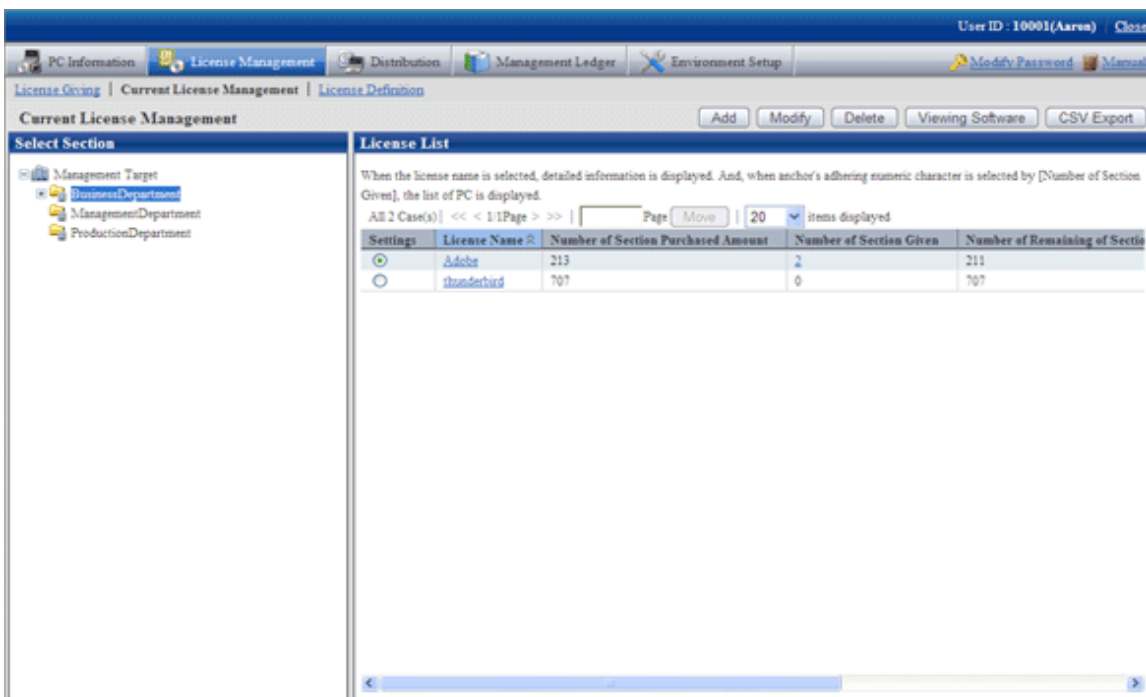 User ID : 10001(Aaron) Close
PC Information License Management Distribution Management Ledger Environment Setup Modify Password Manual
License Giving | Current License Management | License Definition
Current License Management Add Modify Delete Viewing Software CSV Export
Select Section License List
Management Target
BusinessDepartment
ManagementDepartment
ProductionDepartment
When the license name is selected, detailed information is displayed. And, when anchor's adhering numeric character is selected by [Number of Section
Given], the list of PC is displayed.
All 2 Case(s) | << < 1/1Page > >> | Page Move | 20 items displayed
Settings License Name Number of Section Purchased Amount Number of Section Given Number of Remaining of Sectio
Adobe 213 2 211
thunderbird 707 0 707